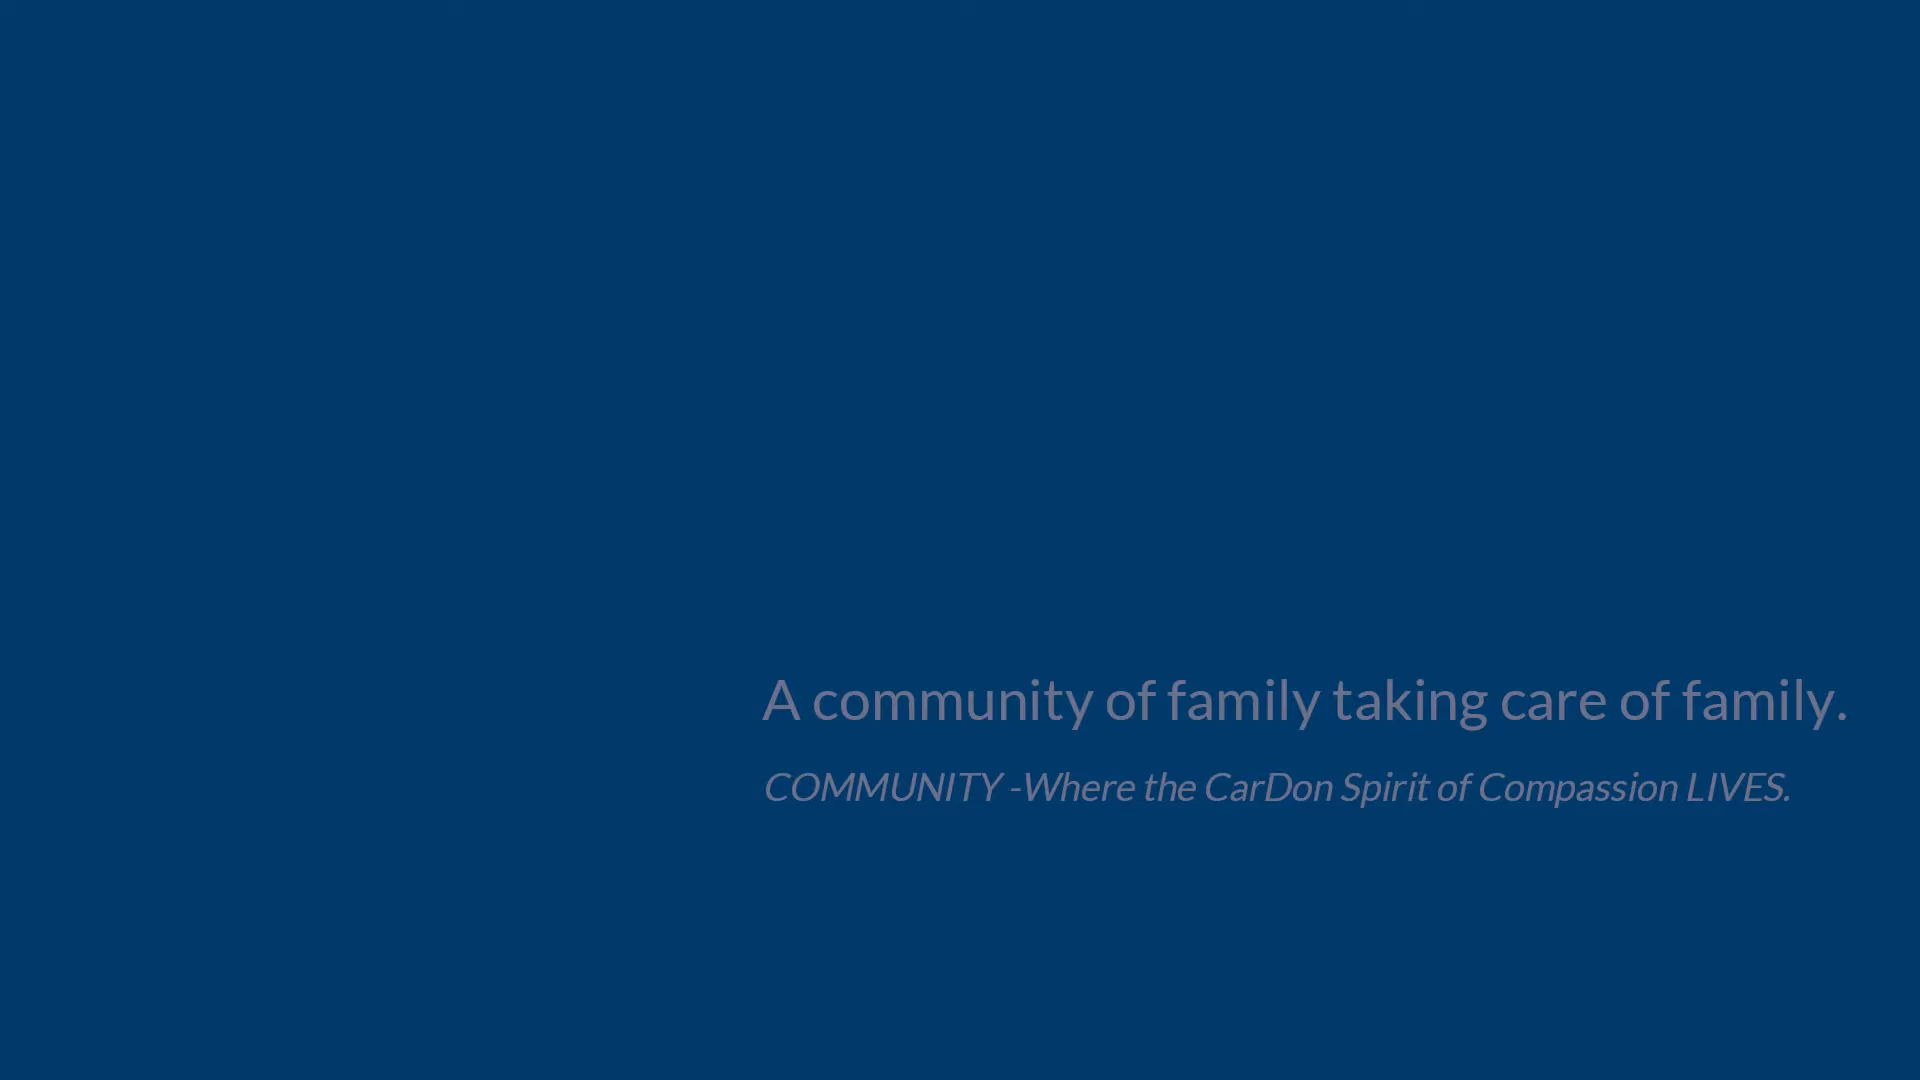 A community of family taking care of family.
COMMUNITY -Where the CarDon Spirit of Compassion LIVES.